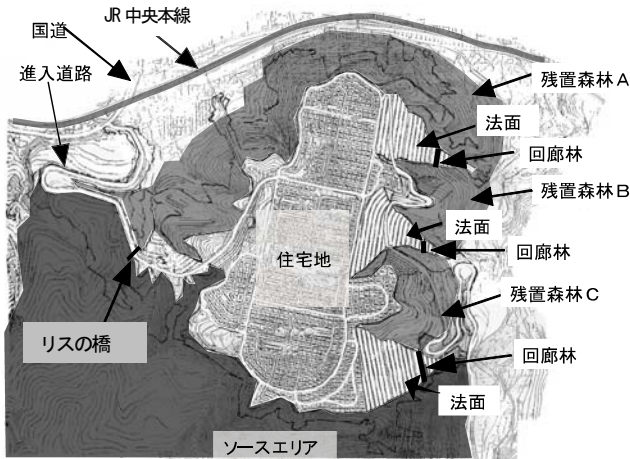 JR中央本線
国道
進入道路
残置森林A
法面
回廊林
残置森林B
法面
回廊林
住宅地
残置森林C
リスの橋
回廊林
法面
ソースエリア